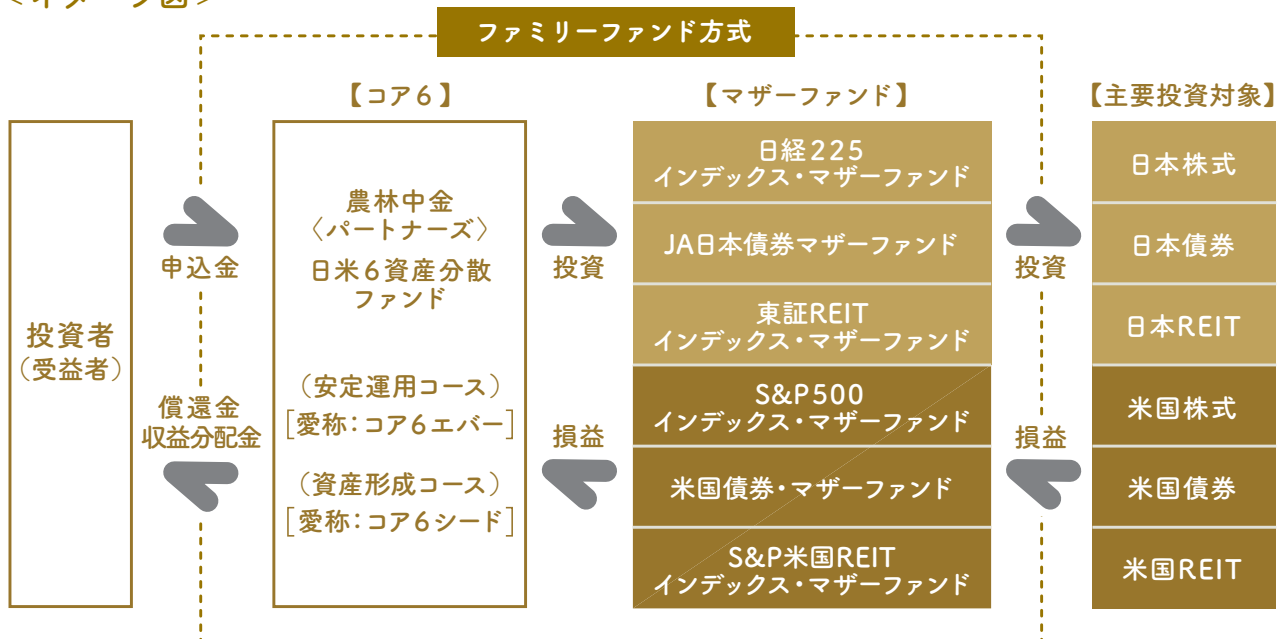 <イメージ図>
ファミリーファンド方式
【コア6】
【マザーファンド】
【主要投資対象】
投資者
（受益者）
申込金
償還金
収益分配金
農林中金
〈パートナーズ〉
日米6資産分散
ファンド
（安定運用コース）
［愛称：コア6エバー］
（資産形成コース）
［愛称：コア6シード］
投資
損益
日経225
インデックス・マザーファンド
JA日本債券マザーファンド
東証REIT
インデックス・マザーファンド
S&P500
インデックス・マザーファンド
米国債券・マザーファンド
S&P米国REIT
インデックス・マザーファンド
投資
損益
日本株式
日本債券
日本REIT
米国株式
米国債券
米国REIT